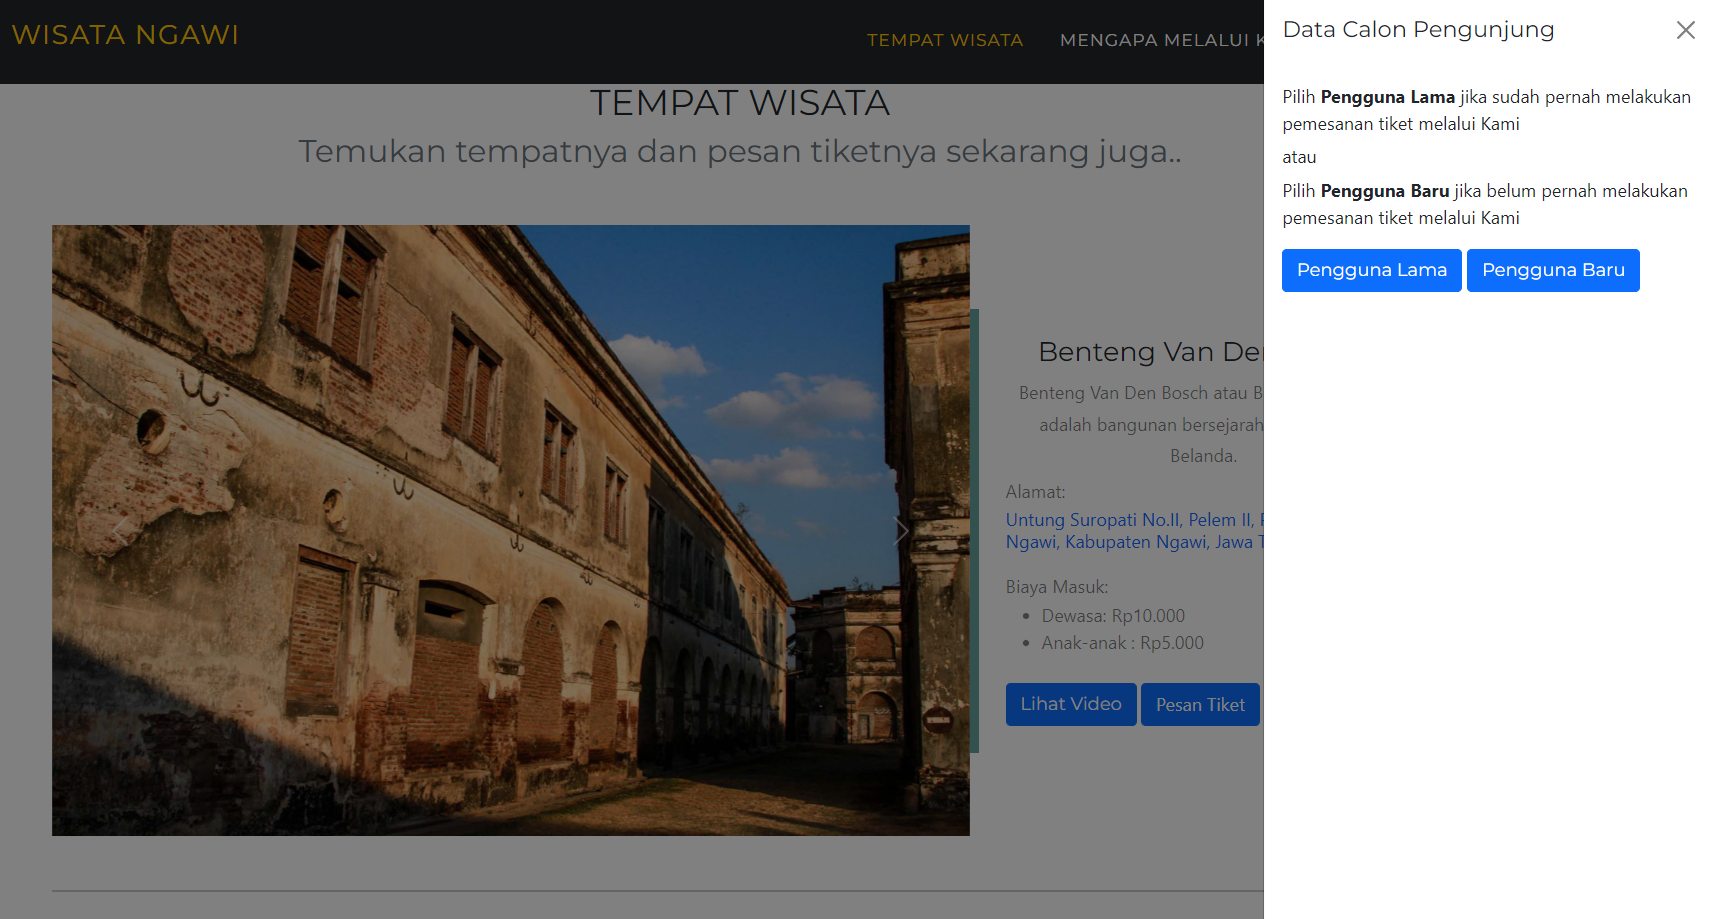 WISATA NGAWI
TEMPAT WISATA
MENGAPA MELALUI
TEMPAT WISATA
Temukan tempatnya dan pesan tiketnya sekarang juga..
Benteng Van
Benteng Van Den Bosch atau
adalah bangunan bersejarah
Belanda.
Alamat:
Untung Suropati No.II, Pelem II,
Ngawi, Kabupaten Ngawi, Jawa
Biaya Masuk:
• Dewasa: Rp10.000
• Anak-anak : Rp5.000
Lihat Video
Pesan Tiket
Data Calon Pengunjung
Pilih Pengguna Lama jika sudah pernah melakukan
pemesanan tiket melalui Kami
atau
Pilih Pengguna Baru jika belum pernah melakukan
pemesanan tiket melalui Kami
Pengguna Lama
Pengguna Baru